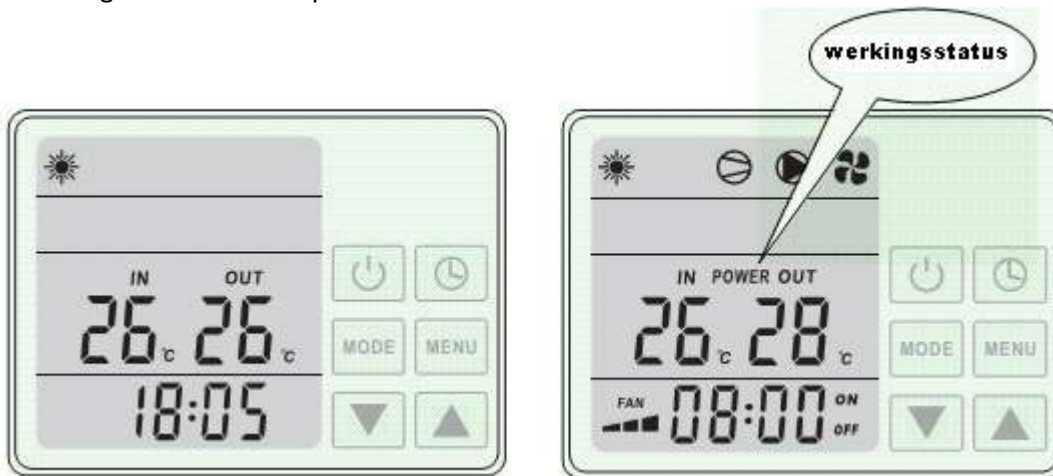 werkingsstatus
IN OUT
26 °C 26 °C
18:05
MODE MENU
IN POWER OUT
26 °C 28 °C
FAN 08:00 ON
OFF
MODE MENU